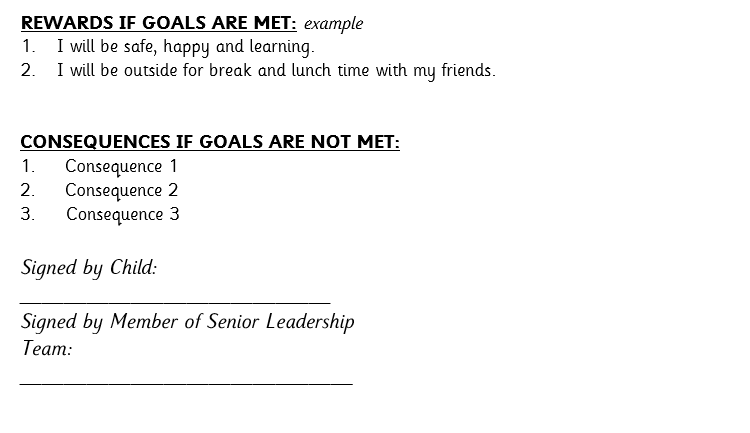 REWARDS IF GOALS ARE MET: example
1. I will be safe, happy and learning.
2. I will be outside for break and lunch time with my friends.
CONSEQUENCES IF GOALS ARE NOT MET:
1. Consequence 1
2. Consequence 2
3. Consequence 3
Signed by Child:
Signed by Member of Senior Leadership
Team: